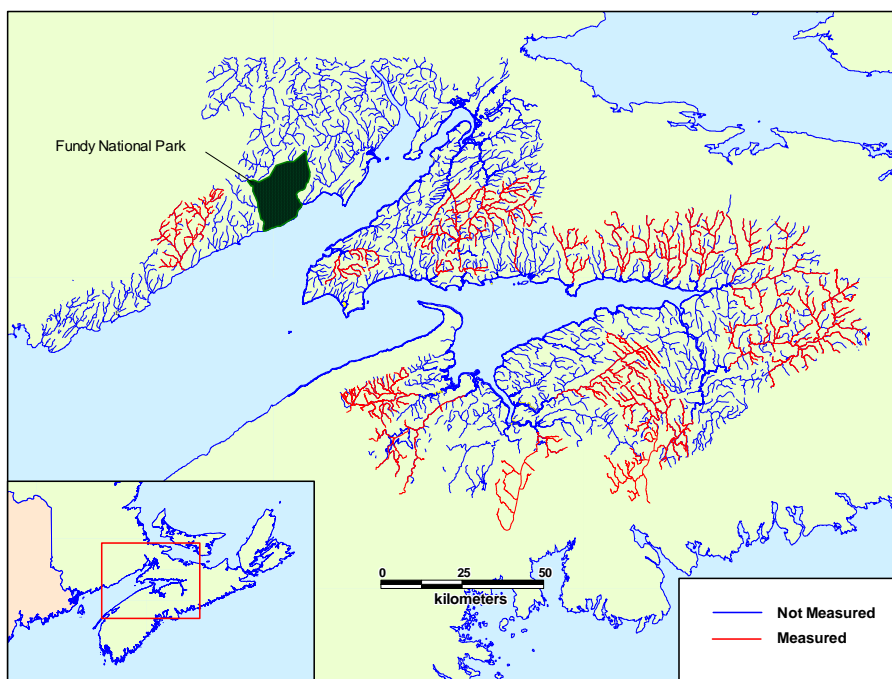 Fundy National Park
0 25 50
kilometers
Not Measured
Measured